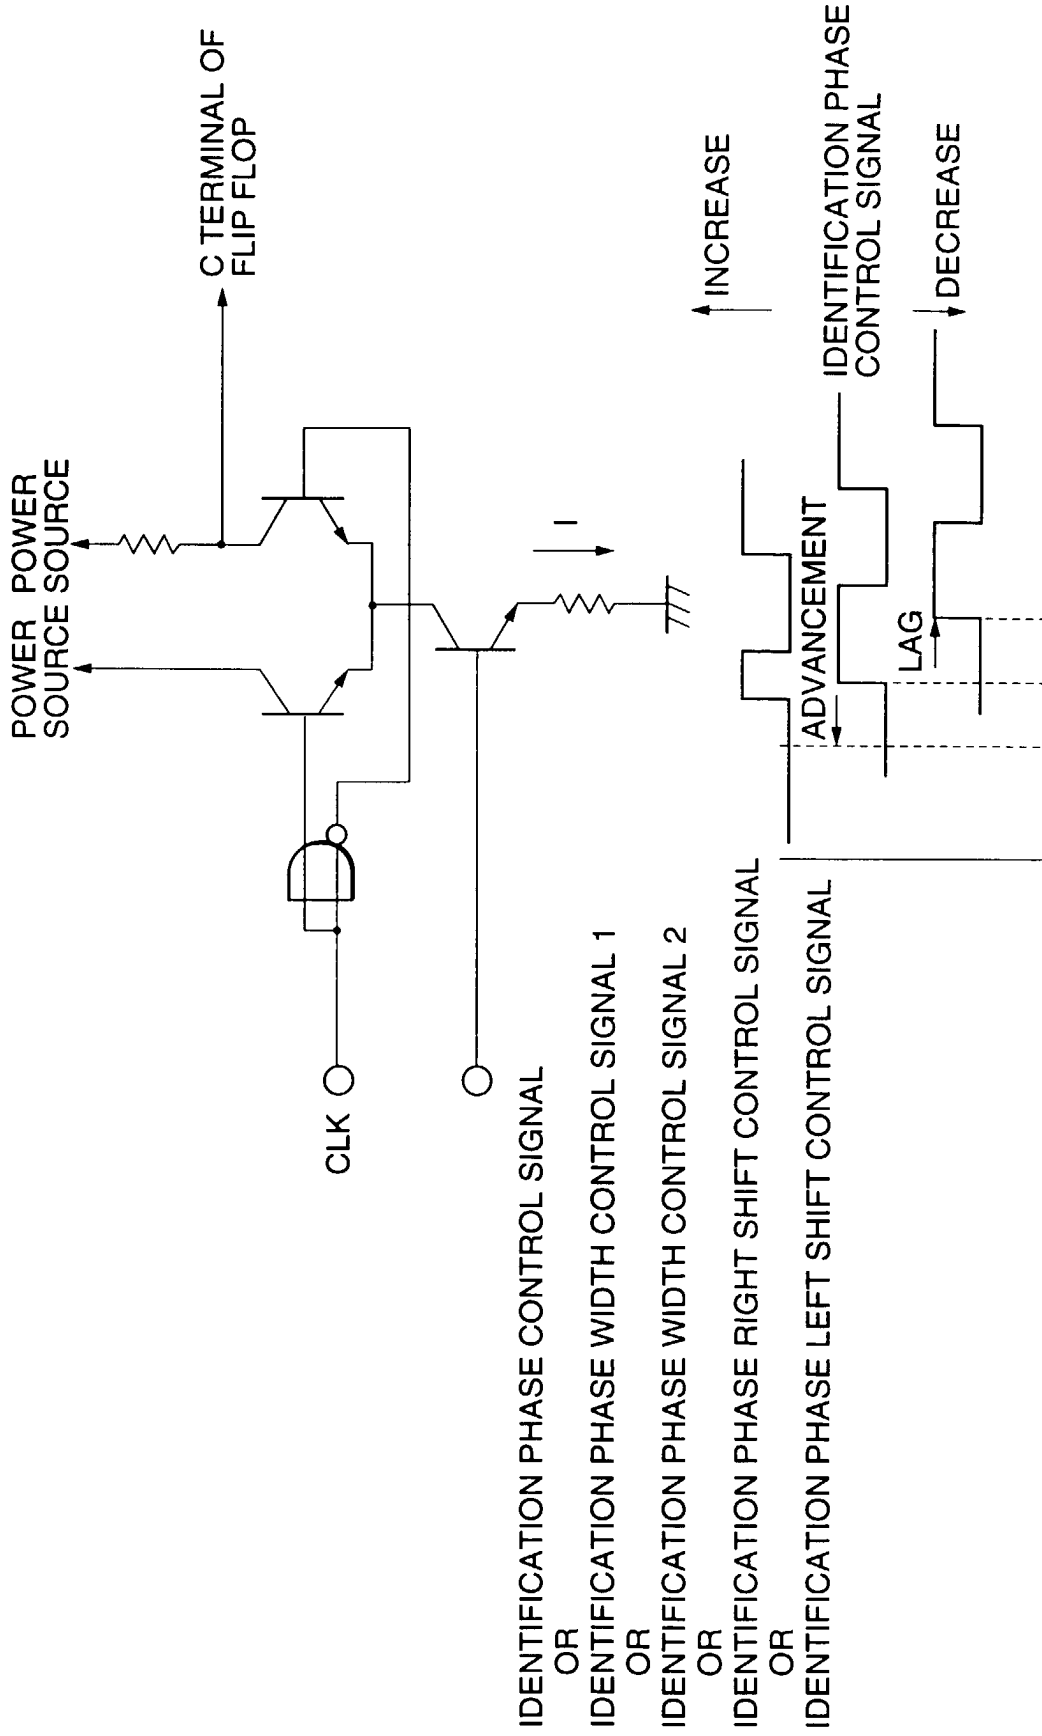 POWER POWER
SOURCE SOURCE
C TERMINAL OF
FLIP FLOP
CLK
I
IDENTIFICATION PHASE CONTROL SIGNAL
OR
IDENTIFICATION PHASE WIDTH CONTROL SIGNAL 1
OR
IDENTIFICATION PHASE WIDTH CONTROL SIGNAL 2
OR
IDENTIFICATION PHASE RIGHT SHIFT CONTROL SIGNAL
OR
IDENTIFICATION PHASE LEFT SHIFT CONTROL SIGNAL
INCREASE
ADVANCEMENT
IDENTIFICATION PHASE
CONTROL SIGNAL
LAG
DECREASE